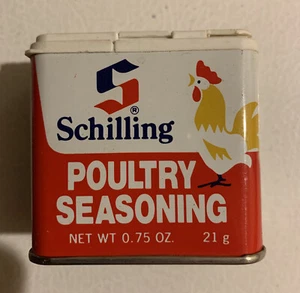 S®
Schilling
POULTRY
SEASONING
NET WT 0.75 OZ. 21 g